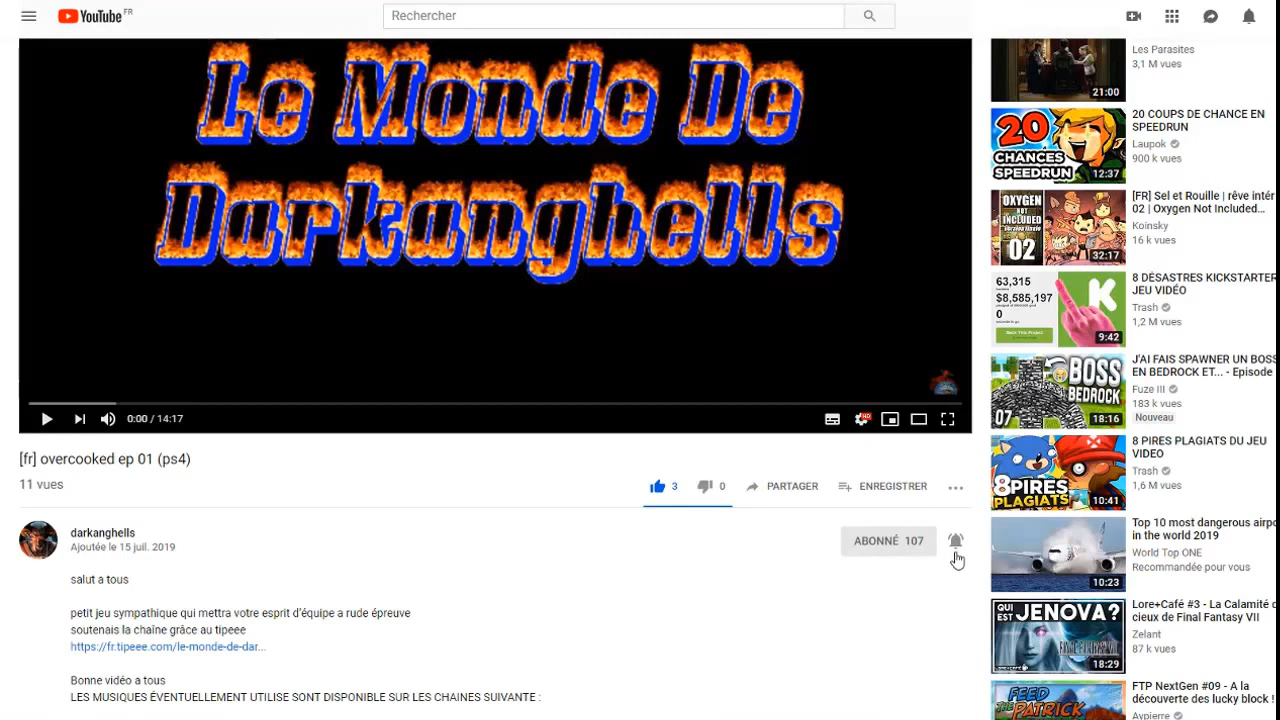 YouTube FR
Rechercher
Le Monde De
Darkanghells
0:00 / 14:17
HD
[fr] overcooked ep 01 (ps4)
11 vues
3
0
PARTAGER
ENREGISTRER
darkanghells
Ajoutée le 15 juil. 2019
ABONNÉ 107
salut a tous
petit jeu sympathique qui mettra votre esprit d'équipe a rude épreuve
soutenais la chaîne grâce au tipeee
https://fr.tipeee.com/le-monde-de-dar...
Bonne vidéo a tous
LES MUSIQUES ÉVENTUELLEMENT UTILISE SONT DISPONIBLE SUR LES CHAINES SUIVANTE :
21:00
Les Parasites
3,1 M vues
20
CHANCES
SPEEDRUN
12:37
20 COUPS DE CHANCE EN
SPEEDRUN
Laupok
900 k vues
OXYGEN
NOT
INCLUDED
02
32:17
[FR] Sel et Rouille | rêve intér
02 | Oxygen Not Included...
Koinsky
16 k vues
63,315
$8,585,197
0
K
9:42
8 DÉSASTRES KICKSTARTER
JEU VIDÉO
Trash
1,2 M vues
BOSS
BEDROCK
07
18:16
J'AI FAIS SPAWNER UN BOSS
EN BEDROCK ET... - Episode
Fuze III
183 k vues
Nouveau
8 PIRES
PLAGIATS
10:41
8 PIRES PLAGIATS DU JEU
VIDEO
Trash
1,6 M vues
10:23
Top 10 most dangerous airpo
in the world 2019
World Top ONE
Recommandée pour vous
QUI
EST JENOVA?
18:29
Lore+Café #3 - La Calamité d
cieux de Final Fantasy VII
Zelant
87 k vues
FEED
THE PATRICK
FTP NextGen #09 - A la
découverte des lucky block !
Aypierre